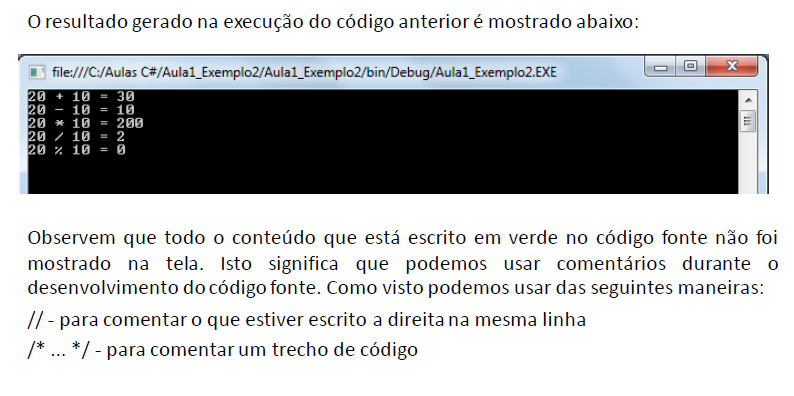 O resultado gerado na execução do código anterior é mostrado abaixo:
file:///C:/Aulas C#/Aula1_Exemplo2/Aula1_Exemplo2/bin/Debug/Aula1_Exemplo2.EXE
20 + 10 = 30
20 - 10 = 10
20 * 10 = 200
20 / 10 = 2
20 % 10 = 0
Observem que todo o conteúdo que está escrito em verde no código fonte não foi
mostrado na tela. Isto significa que podemos usar comentários durante o
desenvolvimento do código fonte. Como visto podemos usar das seguintes maneiras:
// - para comentar o que estiver escrito a direita na mesma linha
/* ... */ - para comentar um trecho de código